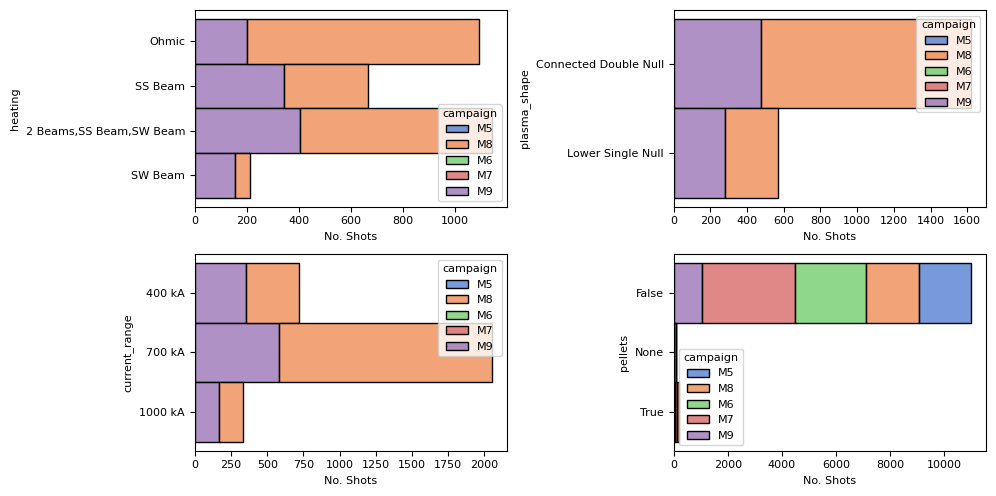 heating
Ohmic
SS Beam
2 Beams,SS Beam,SW Beam
SW Beam
0 200 400 600 800 1000
No. Shots
campaign
M5
M8
M6
M7
M9
plasma_shape
Connected Double Null
Lower Single Null
0 200 400 600 800 1000 1200 1400 1600
No. Shots
campaign
M5
M8
M6
M7
M9
current_range
400 kA
700 kA
1000 kA
0 250 500 750 1000 1250 1500 1750 2000
No. Shots
campaign
M5
M8
M6
M7
M9
pellets
False
None
True
0 2000 4000 6000 8000 10000
No. Shots
campaign
M5
M8
M6
M7
M9